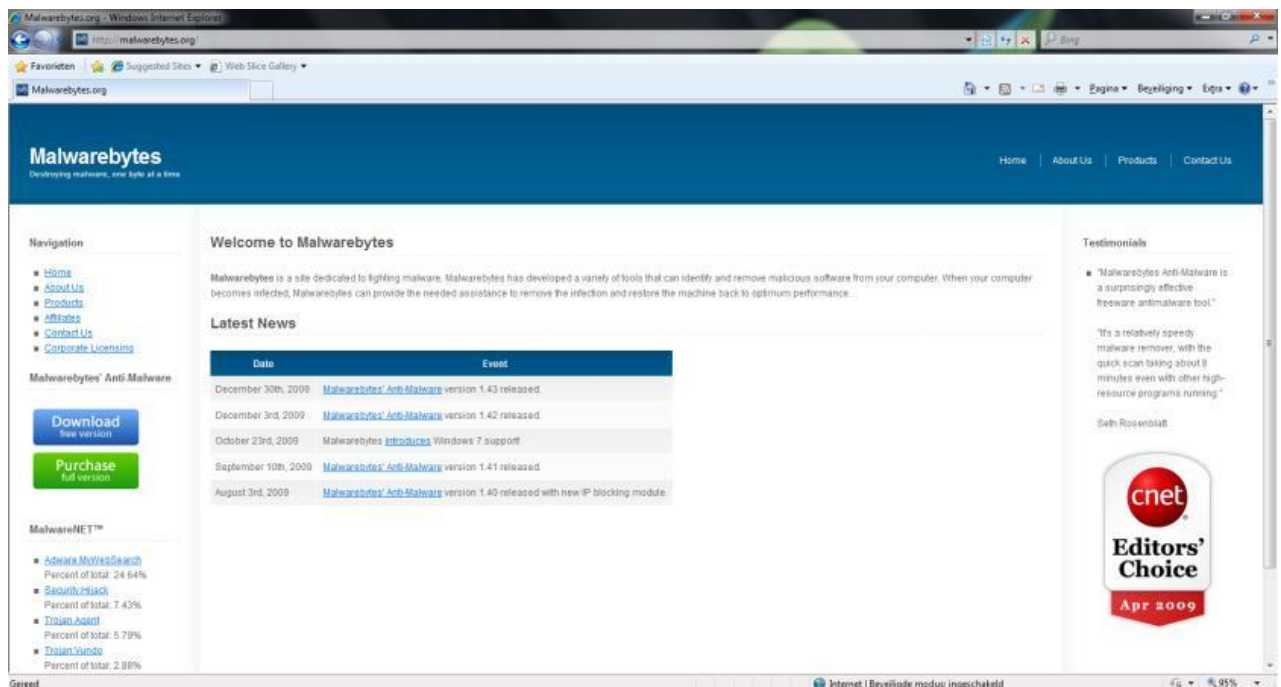 Malwarebytes.org - Windows Internet Explorer
http://malwarebytes.org/
Bing
Favorieten Suggested Sites Web Slice Gallery
Malwarebytes.org
Pagina Beveiliging Extra
Malwarebytes
Destroying malware, one byte at a time
Home About Us Products Contact Us
Navigation
Home
About Us
Products
Affiliates
Contact Us
Corporate Licensing
Malwarebytes' Anti-Malware
Download
free version
Purchase
full version
MalwareNET™
Adware.MyWebSearch
Percent of total: 24.64%
Security.Hijack
Percent of total: 7.43%
Trojan.Agent
Percent of total: 5.79%
Trojan.Vundo
Percent of total: 2.88%
Welcome to Malwarebytes
Malwarebytes is a site dedicated to fighting malware. Malwarebytes has developed a variety of tools that can identify and remove malicious software from your computer. When your computer
becomes infected, Malwarebytes can provide the needed assistance to remove the infection and restore the machine back to optimum performance.
Latest News
Date Event
December 30th, 2009 Malwarebytes' Anti-Malware version 1.43 released.
December 3rd, 2009 Malwarebytes' Anti-Malware version 1.42 released.
October 23rd, 2009 Malwarebytes introduces Windows 7 support!
September 10th, 2009 Malwarebytes' Anti-Malware version 1.41 released.
August 3rd, 2009 Malwarebytes' Anti-Malware version 1.40 released with new IP blocking module.
Testimonials
"Malwarebytes Anti-Malware is
a surprisingly effective
freeware antimalware tool."
"It's a relatively speedy
malware remover, with the
quick scan taking about 8
minutes even with other high-
resource programs running."
Seth Rosenblatt
cnet
Editors'
Choice
Apr 2009
Gereed
Internet | Beveiligde modus: ingeschakeld
95%